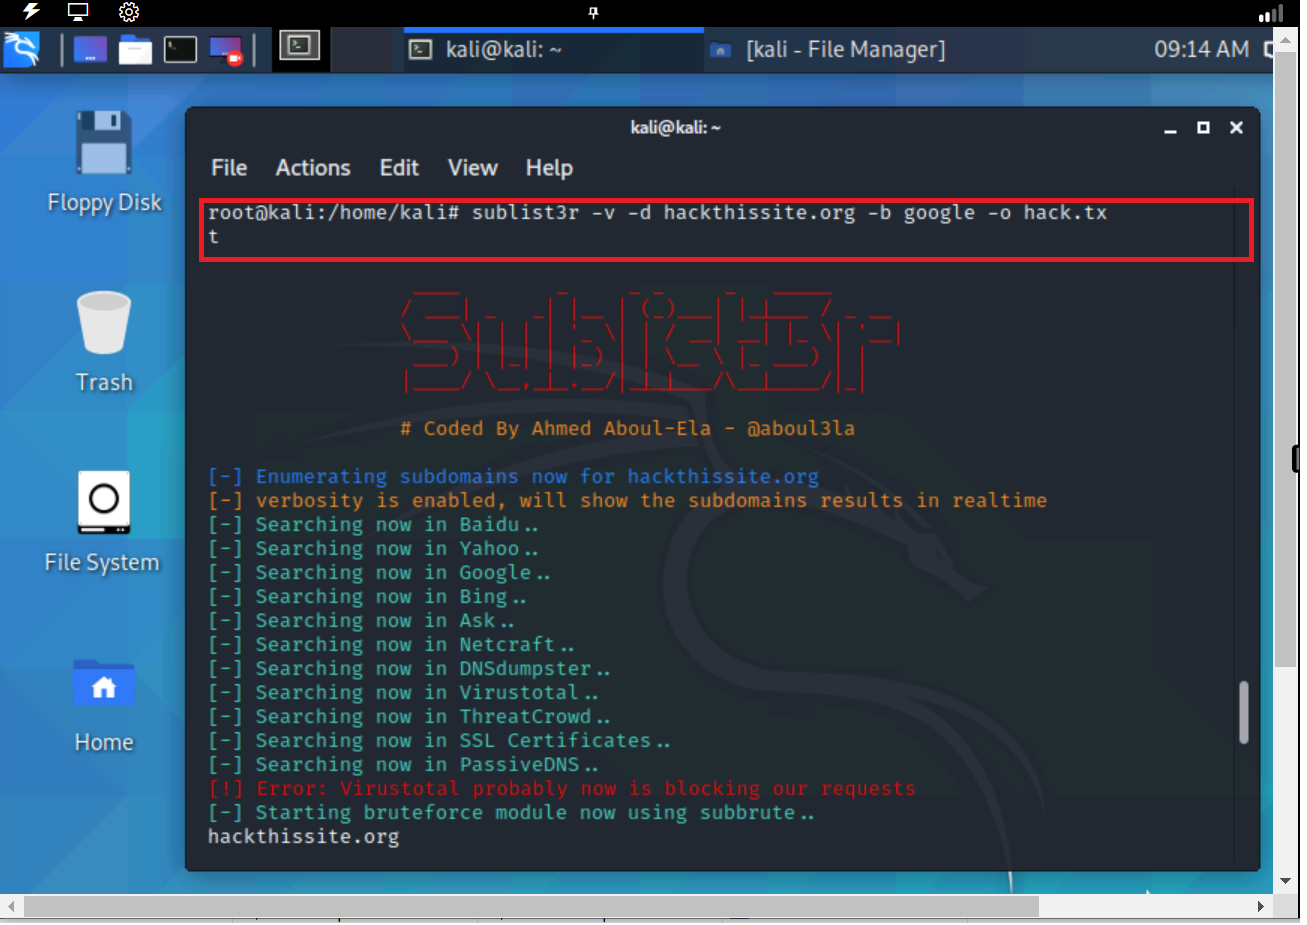 kali@kali: ~
[kali - File Manager]
09:14 AM
Floppy Disk
Trash
File System
Home
kali@kali: ~
File Actions Edit View Help
root@kali:/home/kali# sublist3r -v -d hackthissite.org -b google -o hack.tx
t
Sublist3r
# Coded By Ahmed Aboul-Ela - @aboul3la
[-] Enumerating subdomains now for hackthissite.org
[-] verbosity is enabled, will show the subdomains results in realtime
[-] Searching now in Baidu..
[-] Searching now in Yahoo..
[-] Searching now in Google..
[-] Searching now in Bing..
[-] Searching now in Ask..
[-] Searching now in Netcraft..
[-] Searching now in DNSdumpster..
[-] Searching now in Virustotal..
[-] Searching now in ThreatCrowd..
[-] Searching now in SSL Certificates..
[-] Searching now in PassiveDNS..
[!] Error: Virustotal probably now is blocking our requests
[-] Starting bruteforce module now using subbrute..
hackthissite.org